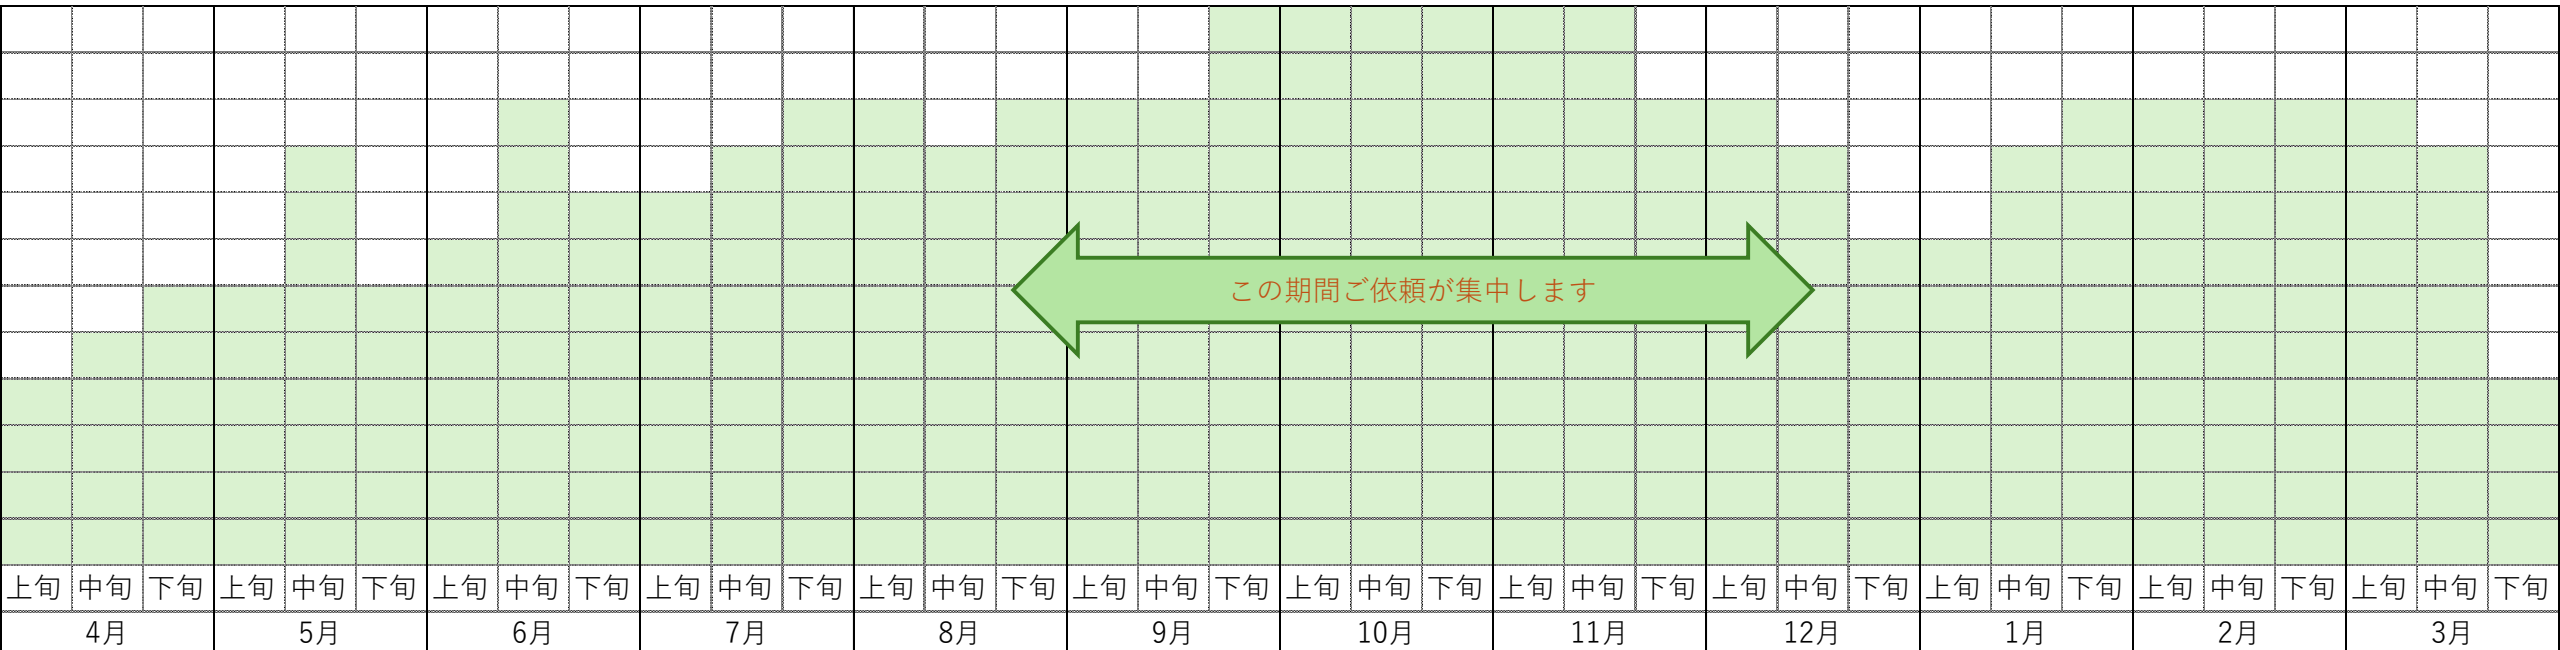 この期間ご依頼が集中します
上旬 中旬 下旬 上旬 中旬 下旬 上旬 中旬 下旬 上旬 中旬 下旬 上旬 中旬 下旬 上旬 中旬 下旬 上旬 中旬 下旬 上旬 中旬 下旬 上旬 中旬 下旬 上旬 中旬 下旬 上旬 中旬 下旬 上旬 中旬 下旬
4月 5月 6月 7月 8月 9月 10月 11月 12月 1月 2月 3月